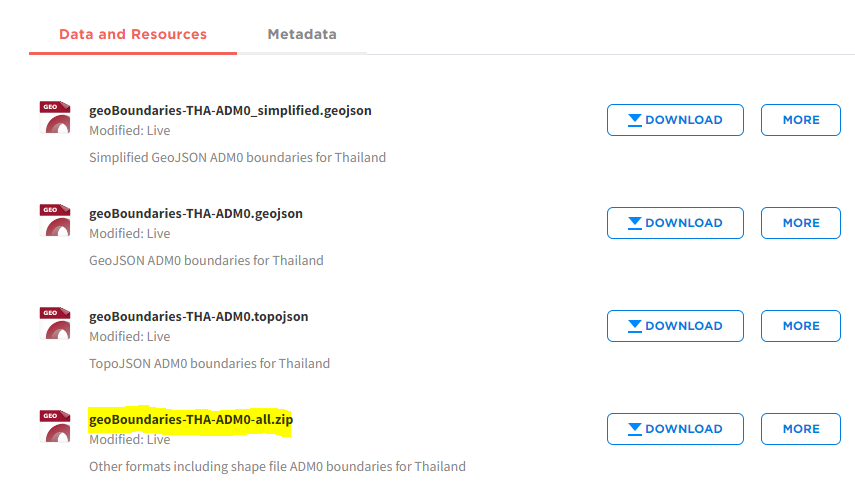 Data and Resources Metadata
GEO
geoBoundaries-THA-ADM0_simplified.geojson
Modified: Live
Simplified GeoJSON ADM0 boundaries for Thailand
DOWNLOAD MORE
GEO
geoBoundaries-THA-ADM0.geojson
Modified: Live
GeoJSON ADM0 boundaries for Thailand
DOWNLOAD MORE
GEO
geoBoundaries-THA-ADM0.topojson
Modified: Live
TopoJSON ADM0 boundaries for Thailand
DOWNLOAD MORE
GEO
geoBoundaries-THA-ADM0-all.zip
Modified: Live
Other formats including shape file ADM0 boundaries for Thailand
DOWNLOAD MORE